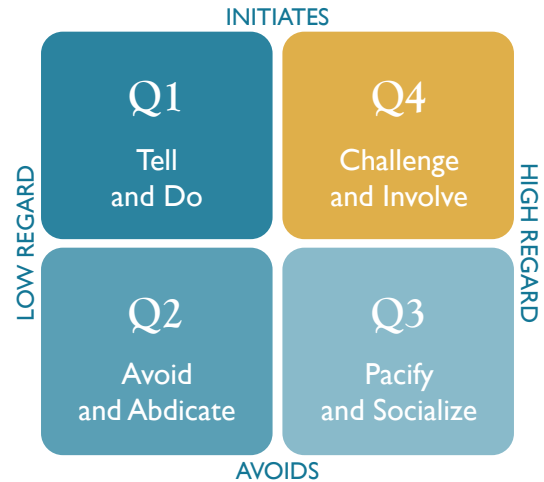 INITIATES
Q1
Tell
and Do
Q4
Challenge
and Involve
LOW REGARD
HIGH REGARD
Q2
Avoid
and Abdicate
Q3
Pacify
and Socialize
AVOIDS